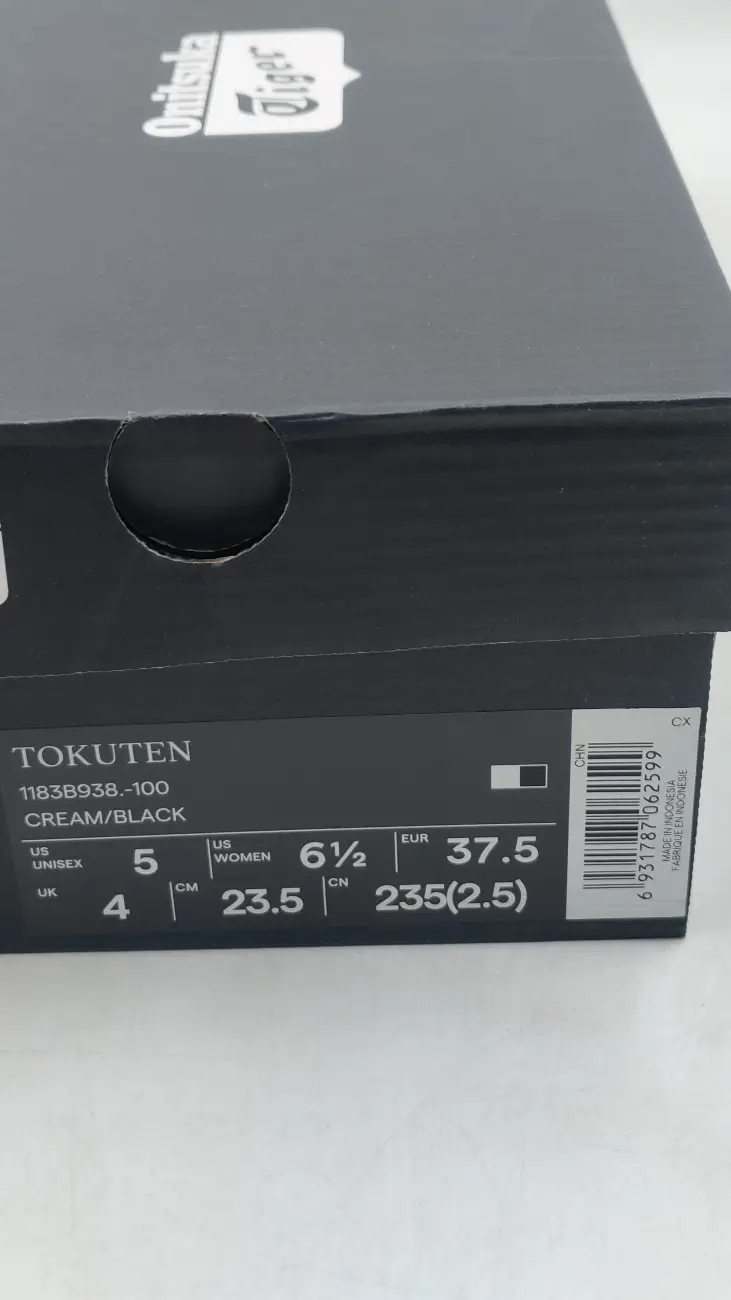 Onitsuka
Tiger
TOKUTEN
1183B938.-100
CREAM/BLACK
US UNISEX 5 US WOMEN 6½ EUR 37.5
UK 4 CM 23.5 CN 235(2.5)
CX
CHN
6 931787 062599
MADE IN INDONESIA
FABRIQUE EN INDONESIE